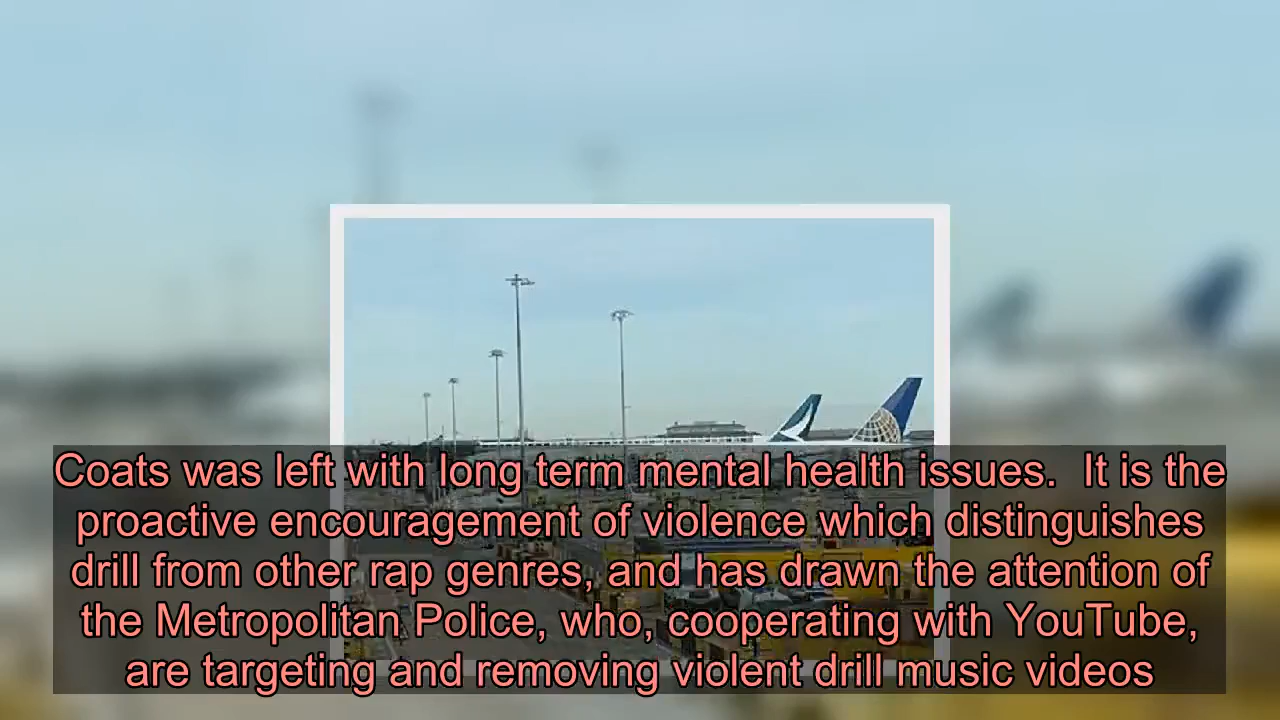 Coats was left with long term mental health issues.  It is the
proactive encouragement of violence which distinguishes
drill from other rap genres, and has drawn the attention of
the Metropolitan Police, who, cooperating with YouTube,
are targeting and removing violent drill music videos